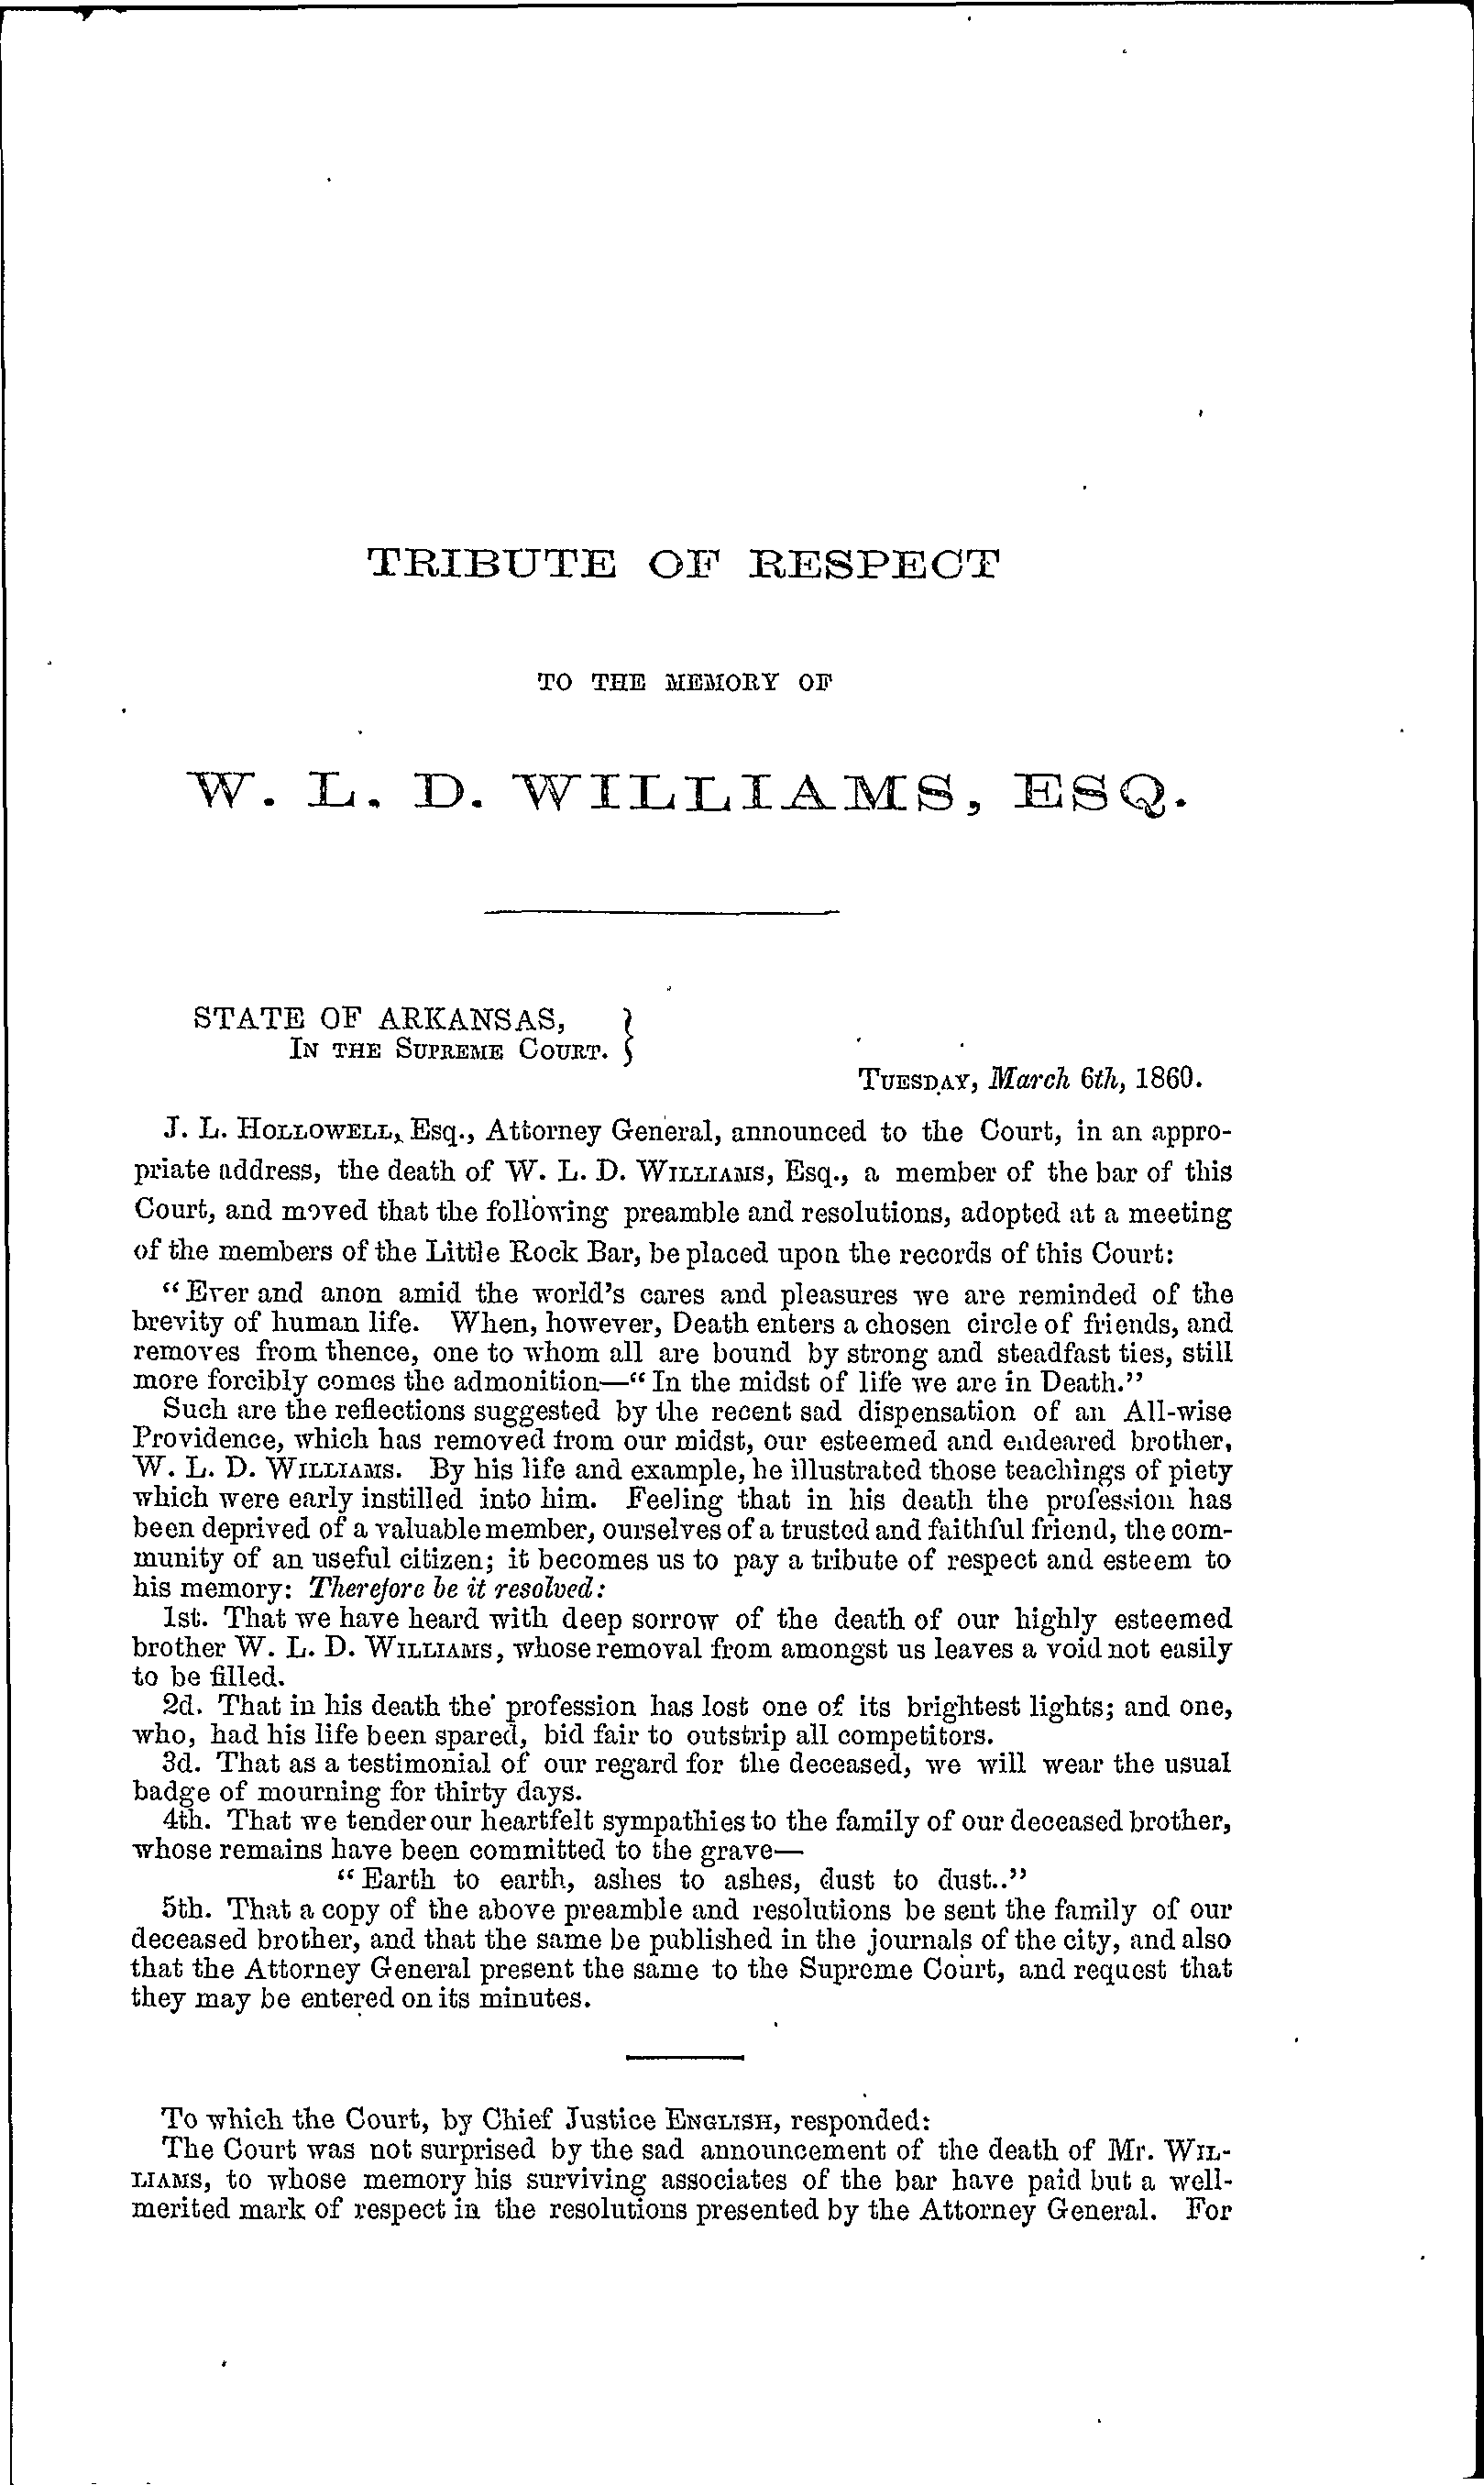 TRIBUTE OF RESPECT
TO THE MEMORY OF
W. L. D. WILLIAMS, ESQ.
STATE OF ARKANSAS, }
IN THE SUPREME COURT. }
TUESDAY, March 6th, 1860.
J. L. HOLLOWELL, Esq., Attorney General, announced to the Court, in an appro-
priate address, the death of W. L. D. WILLIAMS, Esq., a member of the bar of this
Court, and moved that the following preamble and resolutions, adopted at a meeting
of the members of the Little Rock Bar, be placed upon the records of this Court:
"Ever and anon amid the world's cares and pleasures we are reminded of the
brevity of human life. When, however, Death enters a chosen circle of friends, and
removes from thence, one to whom all are bound by strong and steadfast ties, still
more forcibly comes the admonition—"In the midst of life we are in Death."
Such are the reflections suggested by the recent sad dispensation of an All-wise
Providence, which has removed from our midst, our esteemed and endeared brother,
W. L. D. WILLIAMS. By his life and example, he illustrated those teachings of piety
which were early instilled into him. Feeling that in his death the profession has
been deprived of a valuable member, ourselves of a trusted and faithful friend, the com-
munity of an useful citizen; it becomes us to pay a tribute of respect and esteem to
his memory: Therefore be it resolved:
1st. That we have heard with deep sorrow of the death of our highly esteemed
brother W. L. D. WILLIAMS, whose removal from amongst us leaves a void not easily
to be filled.
2d. That in his death the profession has lost one of its brightest lights; and one,
who, had his life been spared, bid fair to outstrip all competitors.
3d. That as a testimonial of our regard for the deceased, we will wear the usual
badge of mourning for thirty days.
4th. That we tender our heartfelt sympathies to the family of our deceased brother,
whose remains have been committed to the grave—
"Earth to earth, ashes to ashes, dust to dust.."
5th. That a copy of the above preamble and resolutions be sent the family of our
deceased brother, and that the same be published in the journals of the city, and also
that the Attorney General present the same to the Supreme Court, and request that
they may be entered on its minutes.
To which the Court, by Chief Justice ENGLISH, responded:
The Court was not surprised by the sad announcement of the death of Mr. WIL-
LIAMS, to whose memory his surviving associates of the bar have paid but a well-
merited mark of respect in the resolutions presented by the Attorney General. For